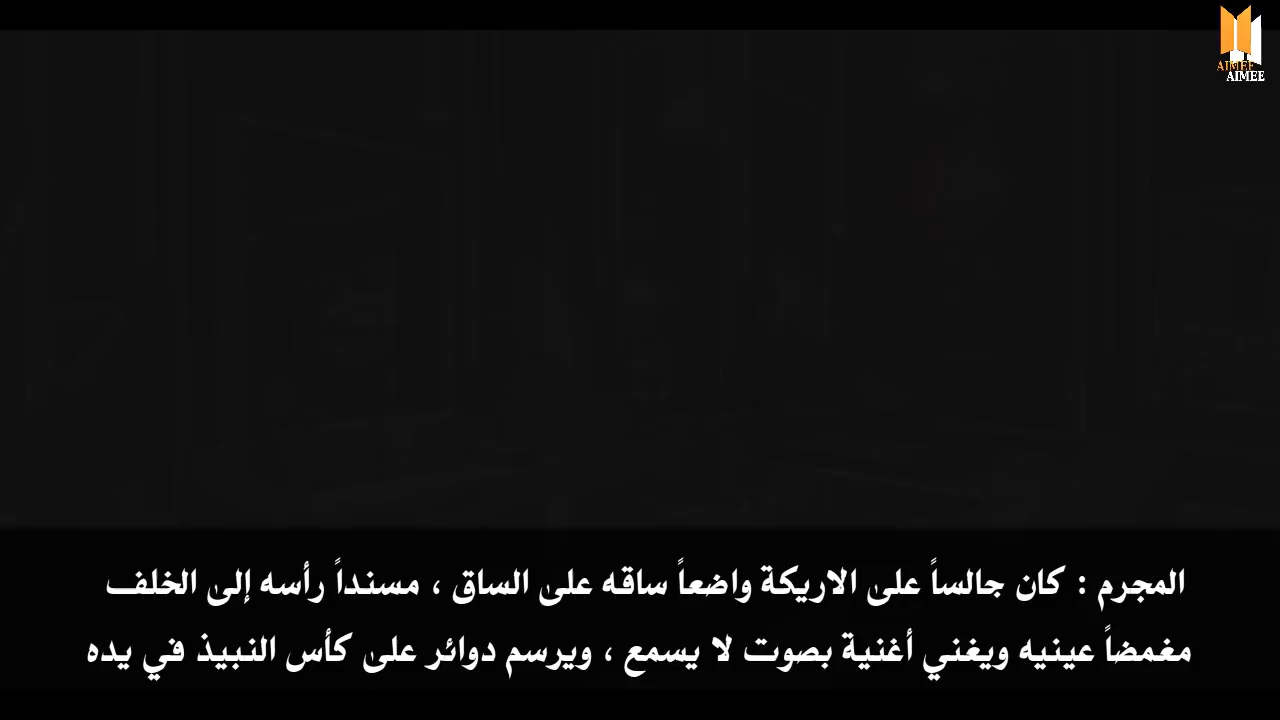 AIMEE
AIMEE
المجرم : كان جالساً على الاريكة واضعاً ساقه على الساق ، مسنداً رأسه إلى الخلف
مغمضاً عينيه ويغني أغنية بصوت لا يسمع ، ويرسم دوائر على كأس النبيذ في يده